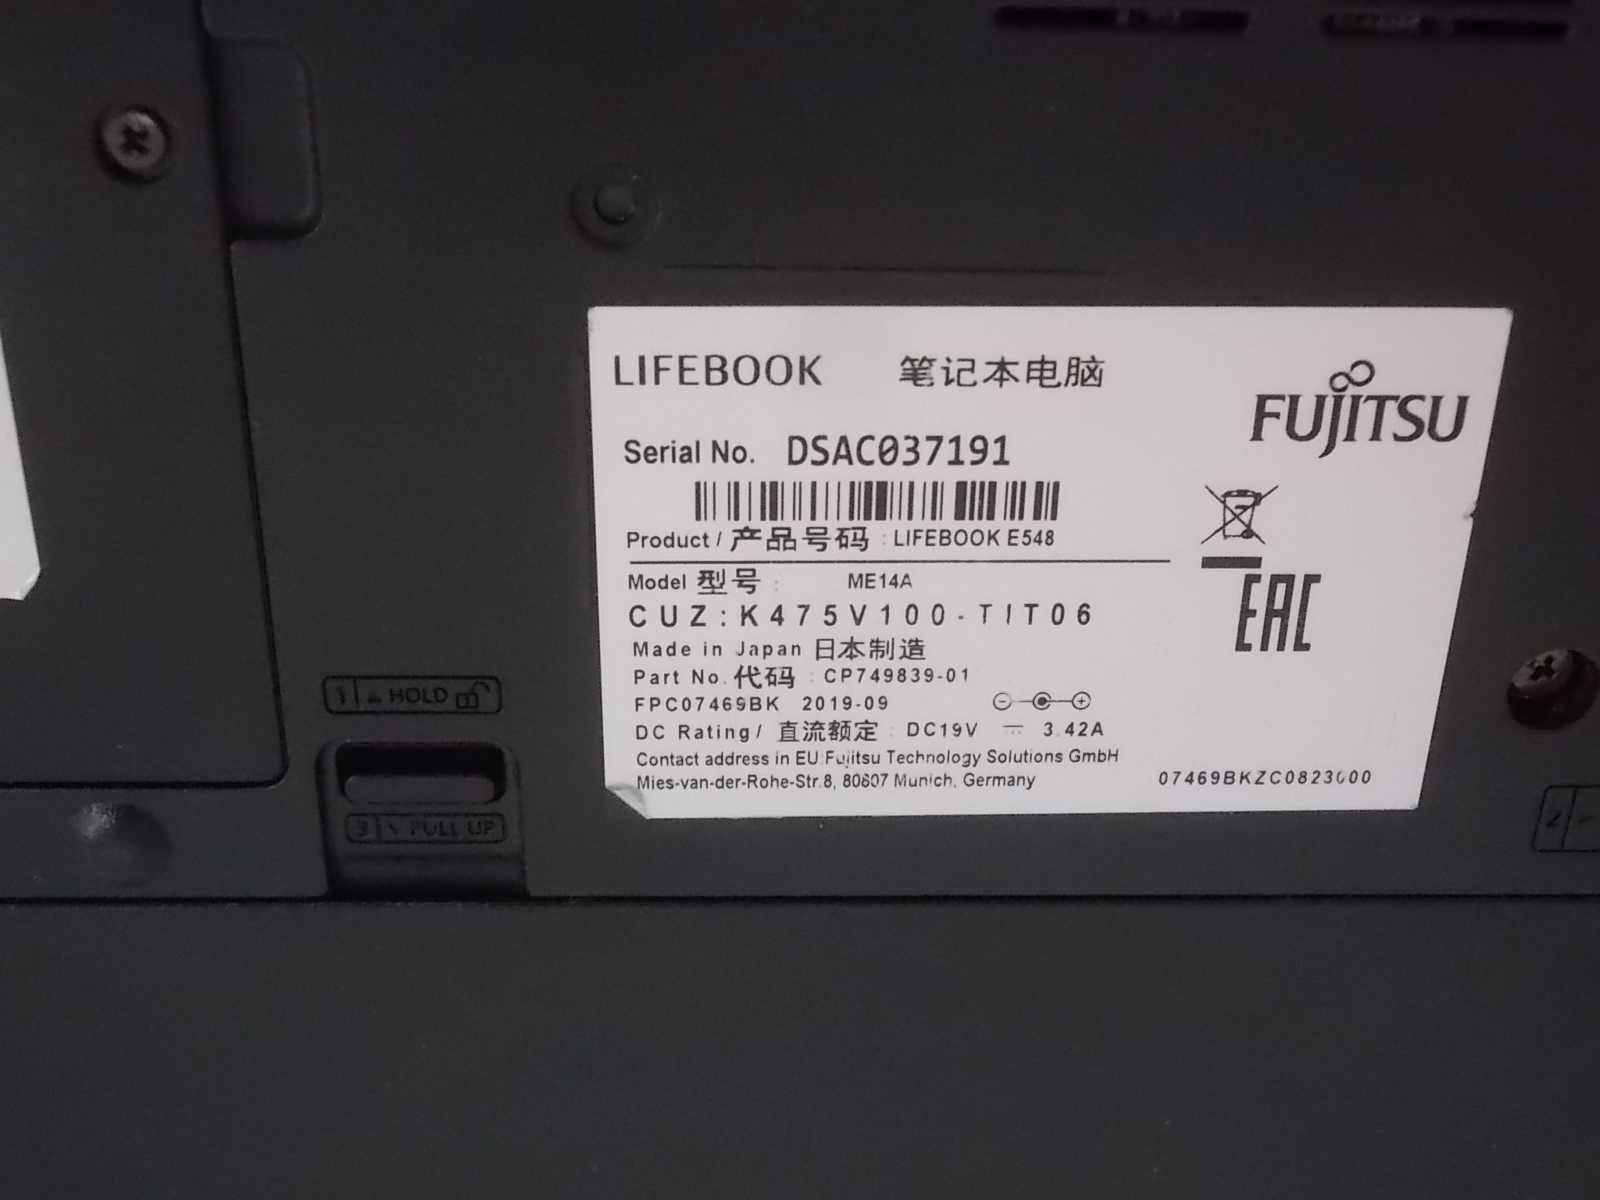 LIFEBOOK 笔记本电脑
FUJITSU
Serial No. DSAC037191
Product / 产品号码 : LIFEBOOK E548
Model 型号 : ME14A
CUZ:K475V100-TIT06
EAC
Made in Japan 日本制造
Part No. 代码 : CP749839-01
FPC07469BK 2019-09
DC Rating/ 直流额定 : DC19V ⎓ 3.42A
Contact address in EU:Fujitsu Technology Solutions GmbH
Mies-van-der-Rohe-Str.8, 80807 Munich, Germany
07469BKZC0823000
1 HOLD
3 PULL UP
2